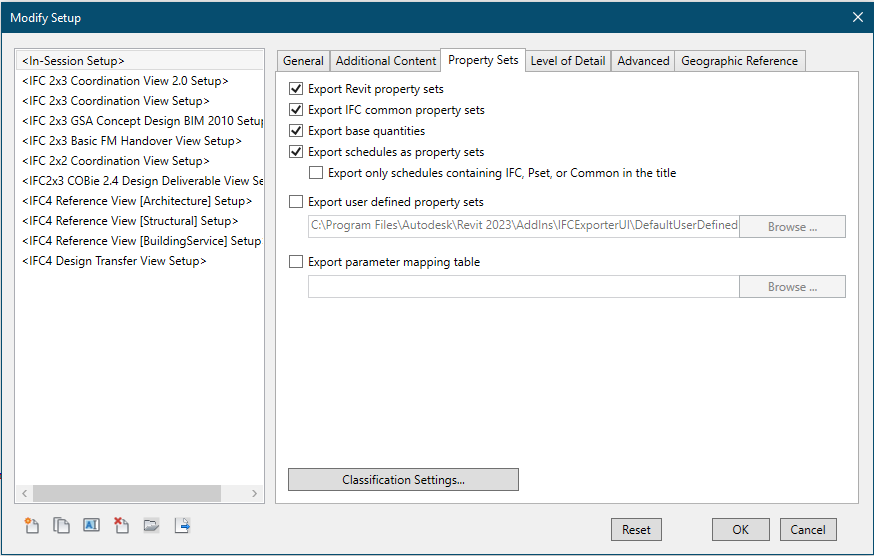 Modify Setup
<In-Session Setup>
<IFC 2x3 Coordination View 2.0 Setup>
<IFC 2x3 Coordination View Setup>
<IFC 2x3 GSA Concept Design BIM 2010 Setup
<IFC 2x3 Basic FM Handover View Setup>
<IFC 2x2 Coordination View Setup>
<IFC2x3 COBie 2.4 Design Deliverable View Se
<IFC4 Reference View [Architecture] Setup>
<IFC4 Reference View [Structural] Setup>
<IFC4 Reference View [BuildingService] Setup
<IFC4 Design Transfer View Setup>
General Additional Content Property Sets Level of Detail Advanced Geographic Reference
Export Revit property sets
Export IFC common property sets
Export base quantities
Export schedules as property sets
Export only schedules containing IFC, Pset, or Common in the title
Export user defined property sets
C:\Program Files\Autodesk\Revit 2023\AddIns\IFCExporterUI\DefaultUserDefined Browse ...
Export parameter mapping table
Browse ...
Classification Settings...
AI
Reset OK Cancel